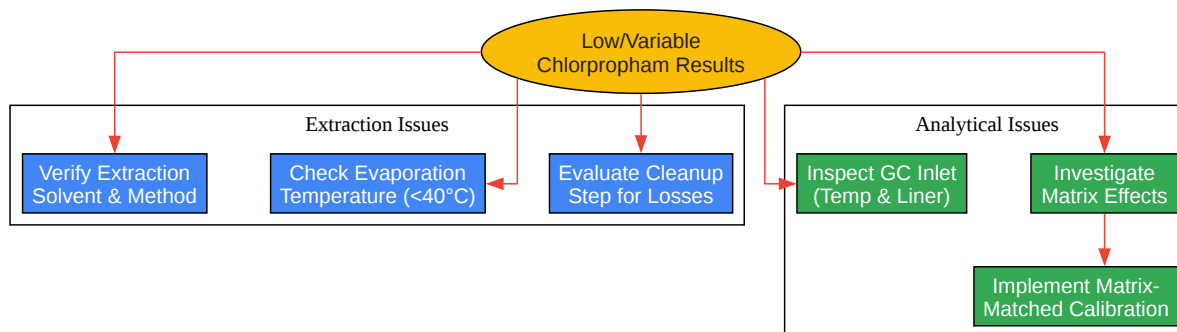 Low/Variable
Chlorpropham Results
Extraction Issues
Analytical Issues
Verify Extraction
Solvent & Method
Check Evaporation
Temperature (<40°C)
Evaluate Cleanup
Step for Losses
Inspect GC Inlet
(Temp & Liner)
Investigate
Matrix Effects
Implement Matrix-
Matched Calibration